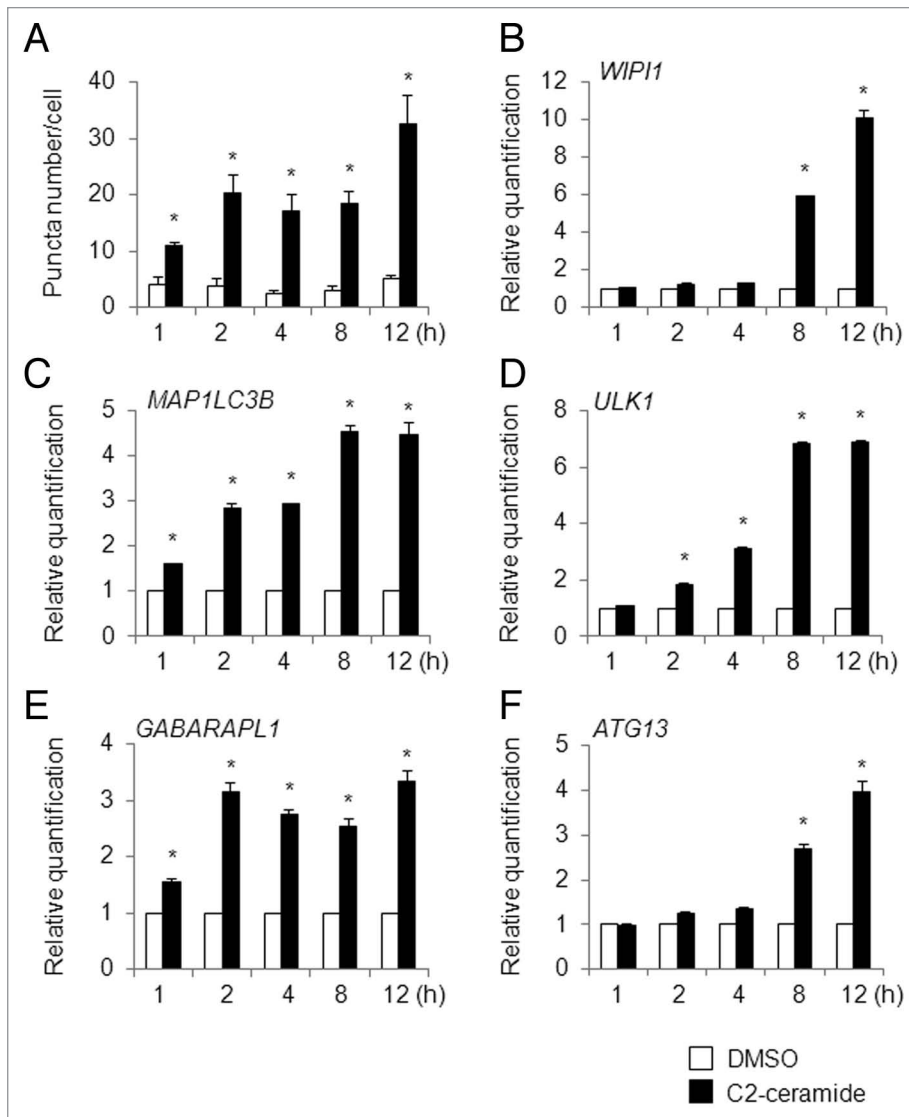 A
Puncta number/cell
40
30
20
10
0
*
*
*
*
*
1 2 4 8 12 (h)
B
WIPI1
Relative quantification
12
10
8
6
4
2
0
*
*
1 2 4 8 12 (h)
C
MAP1LC3B
Relative quantification
5
4
3
2
1
0
*
*
*
*
*
1 2 4 8 12 (h)
D
ULK1
Relative quantification
8
6
4
2
0
*
*
*
*
1 2 4 8 12 (h)
E
GABARAPL1
Relative quantification
4
3
2
1
0
*
*
*
*
*
1 2 4 8 12 (h)
F
ATG13
Relative quantification
5
4
3
2
1
0
*
*
1 2 4 8 12 (h)
DMSO
C2-ceramide